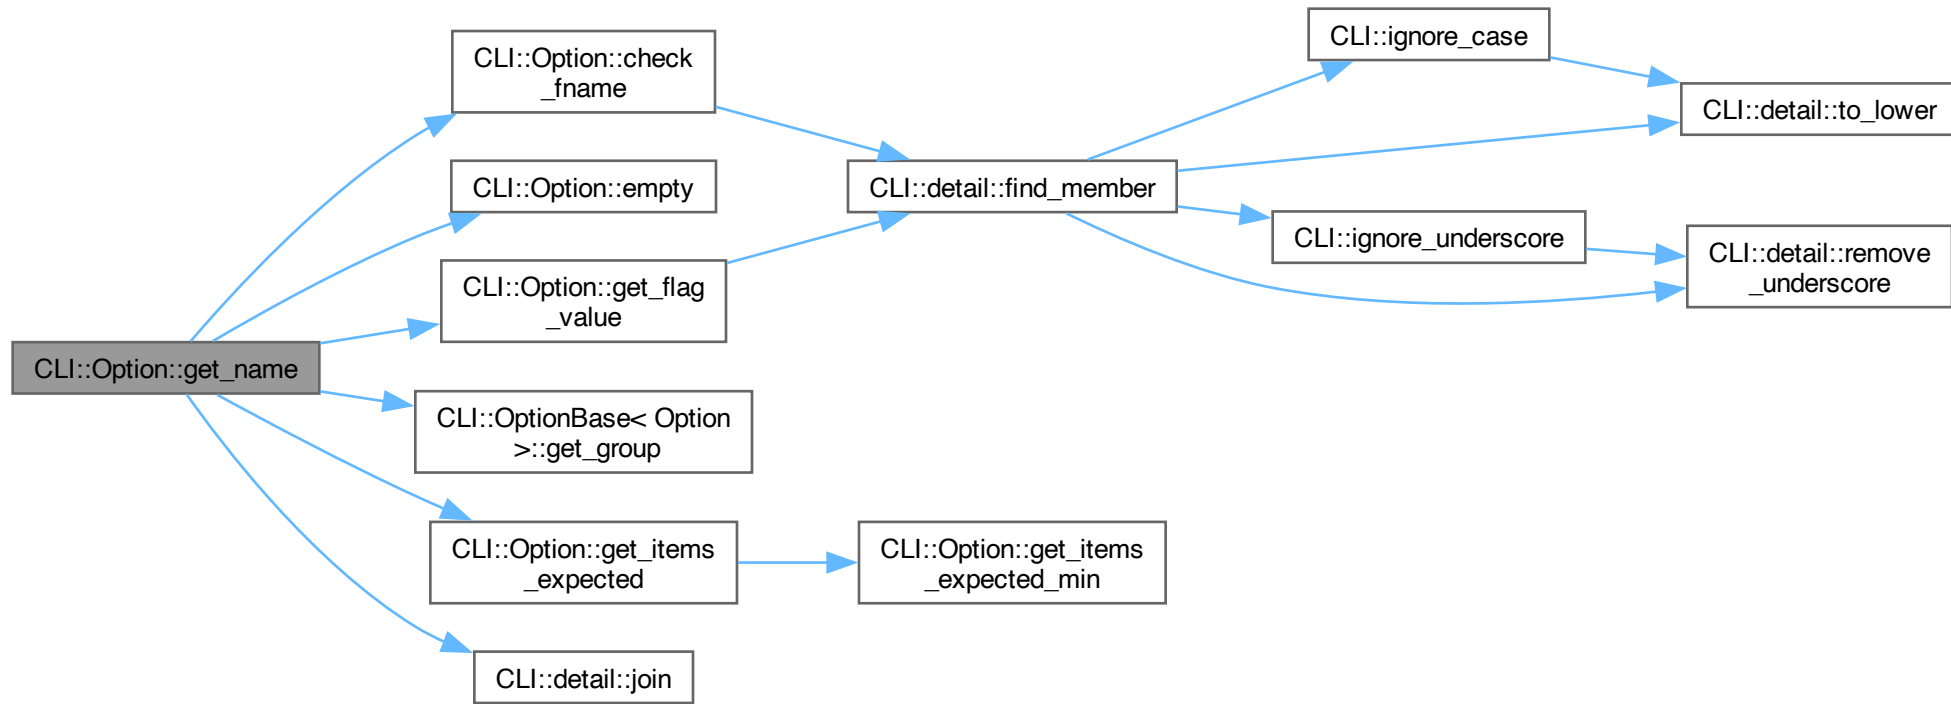 CLI::Option::get_name
CLI::Option::check
_fname
CLI::Option::empty
CLI::Option::get_flag
_value
CLI::OptionBase< Option
>::get_group
CLI::Option::get_items
_expected
CLI::detail::join
CLI::detail::find_member
CLI::Option::get_items
_expected_min
CLI::ignore_case
CLI::ignore_underscore
CLI::detail::to_lower
CLI::detail::remove
_underscore